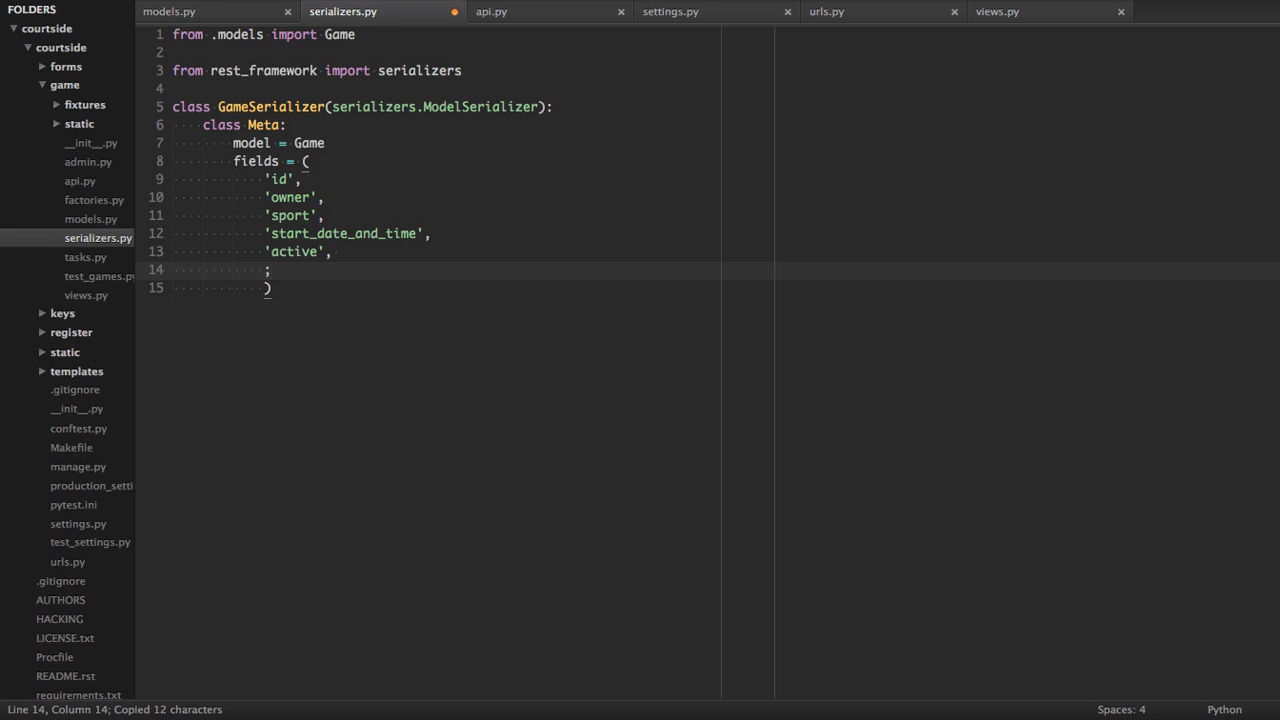 FOLDERS
courtside
courtside
forms
game
fixtures
static
__init__.py
admin.py
api.py
factories.py
models.py
serializers.py
tasks.py
test_games.py
views.py
keys
register
static
templates
.gitignore
__init__.py
conftest.py
Makefile
manage.py
production_setti
pytest.ini
settings.py
test_settings.py
urls.py
.gitignore
AUTHORS
HACKING
LICENSE.txt
Procfile
README.rst
requirements.txt
models.py × serializers.py api.py × settings.py × urls.py × views.py ×
1 from .models import Game
2
3 from rest_framework import serializers
4
5 class GameSerializer(serializers.ModelSerializer):
6     class Meta:
7         model = Game
8         fields = (
9             'id',
10             'owner',
11             'sport',
12             'start_date_and_time',
13             'active',
14             ;
15             )
Line 14, Column 14; Copied 12 characters Spaces: 4 Python